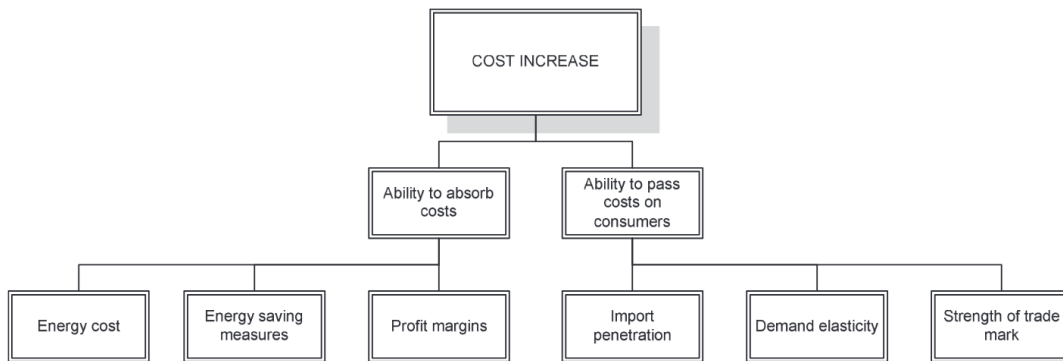 COST INCREASE
Ability to absorb
costs
Ability to pass
costs on
consumers
Energy cost
Energy saving
measures
Profit margins
Import
penetration
Demand elasticity
Strength of trade
mark